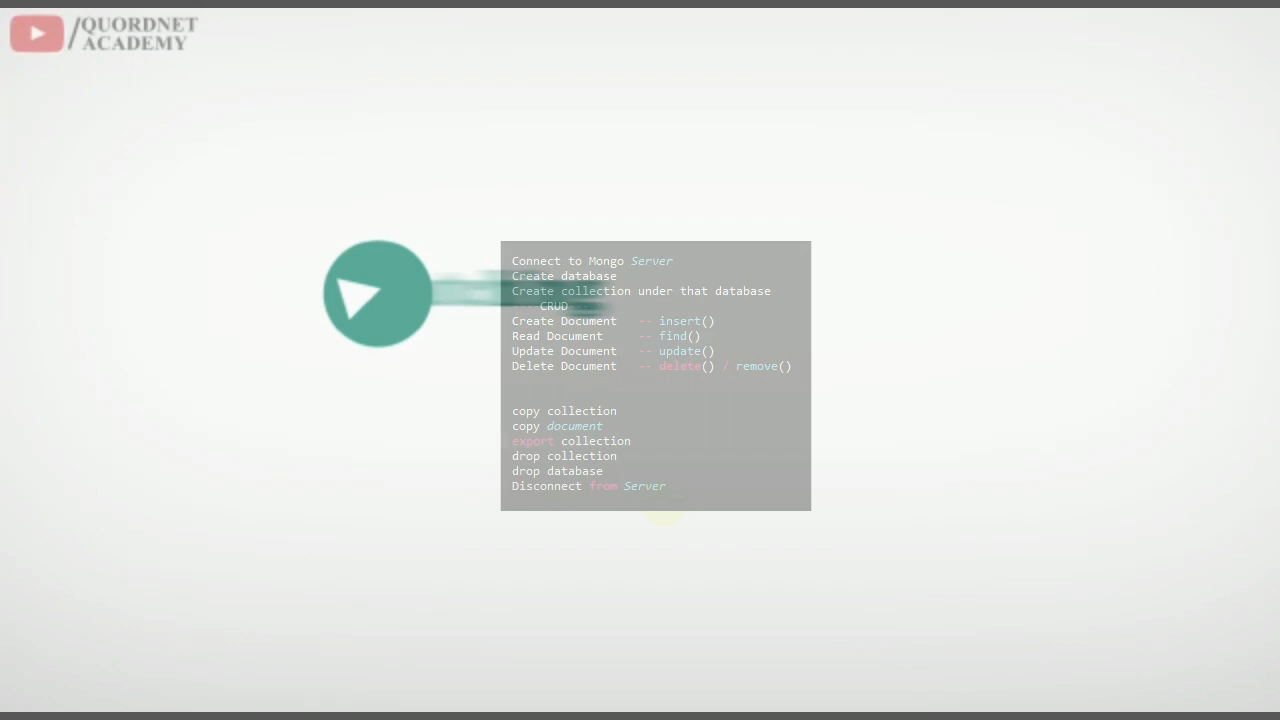 /QUORDNET
ACADEMY
Connect to Mongo Server
Create database
Create collection under that database
---- CRUD
Create Document -- insert()
Read Document -- find()
Update Document -- update()
Delete Document -- delete() / remove()
copy collection
copy document
export collection
drop collection
drop database
Disconnect from Server